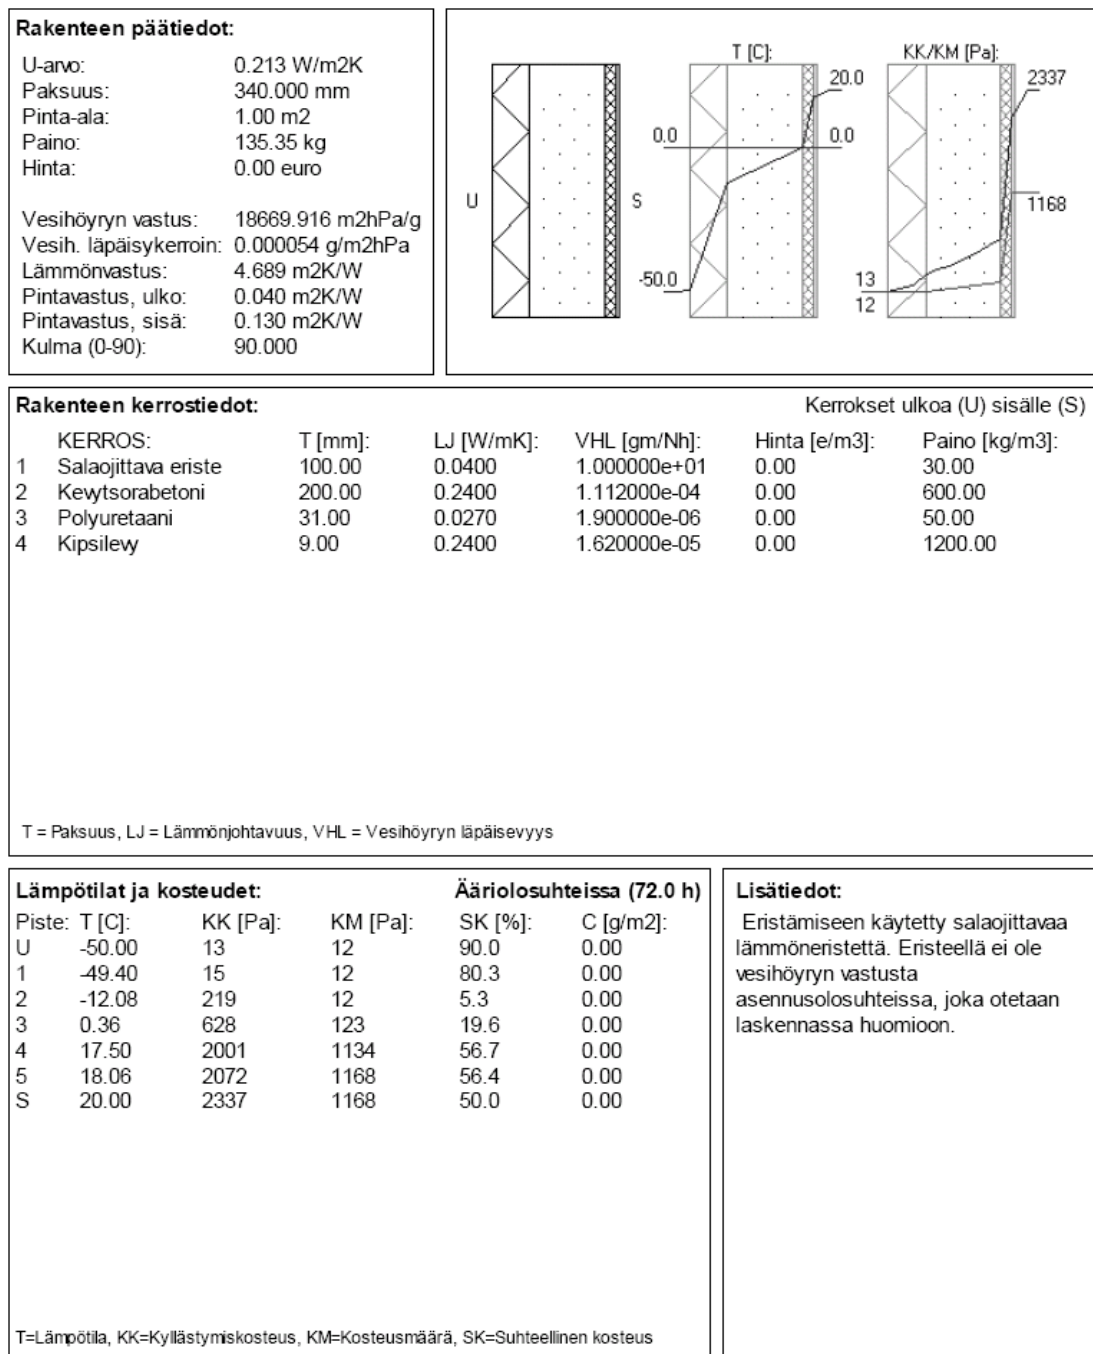 Rakenteen päätiedot:
U-arvo: 0.213 W/m2K
Paksuus: 340.000 mm
Pinta-ala: 1.00 m2
Paino: 135.35 kg
Hinta: 0.00 euro
Vesihöyryn vastus: 18669.916 m2hPa/g
Vesih. läpäisykerroin: 0.000054 g/m2hPa
Lämmönvastus: 4.689 m2K/W
Pintavastus, ulko: 0.040 m2K/W
Pintavastus, sisä: 0.130 m2K/W
Kulma (0-90): 90.000
U
S
T [C]:
20.0
0.0
0.0
-50.0
KK/KM [Pa]:
2337
1168
13
12
Rakenteen kerrostiedot: Kerrokset ulkoa (U) sisälle (S)
KERROS: T [mm]: LJ [W/mK]: VHL [gm/Nh]: Hinta [e/m3]: Paino [kg/m3]:
1 Salaojittava eriste 100.00 0.0400 1.000000e+01 0.00 30.00
2 Kevytsorabetoni 200.00 0.2400 1.112000e-04 0.00 600.00
3 Polyuretaani 31.00 0.0270 1.900000e-06 0.00 50.00
4 Kipsilevy 9.00 0.2400 1.620000e-05 0.00 1200.00
T = Paksuus, LJ = Lämmönjohtavuus, VHL = Vesihöyryn läpäisevyys
Lämpötilat ja kosteudet: Ääriolosuhteissa (72.0 h)
Piste: T [C]: KK [Pa]: KM [Pa]: SK [%]: C [g/m2]:
U -50.00 13 12 90.0 0.00
1 -49.40 15 12 80.3 0.00
2 -12.08 219 12 5.3 0.00
3 0.36 628 123 19.6 0.00
4 17.50 2001 1134 56.7 0.00
5 18.06 2072 1168 56.4 0.00
S 20.00 2337 1168 50.0 0.00
T=Lämpötila, KK=Kyllästymiskosteus, KM=Kosteusmäärä, SK=Suhteellinen kosteus
Lisätiedot:
Eristämiseen käytetty salaojittavaa
lämmöneristettä. Eristeellä ei ole
vesihöyryn vastusta
asennusolosuhteissa, joka otetaan
laskennassa huomioon.